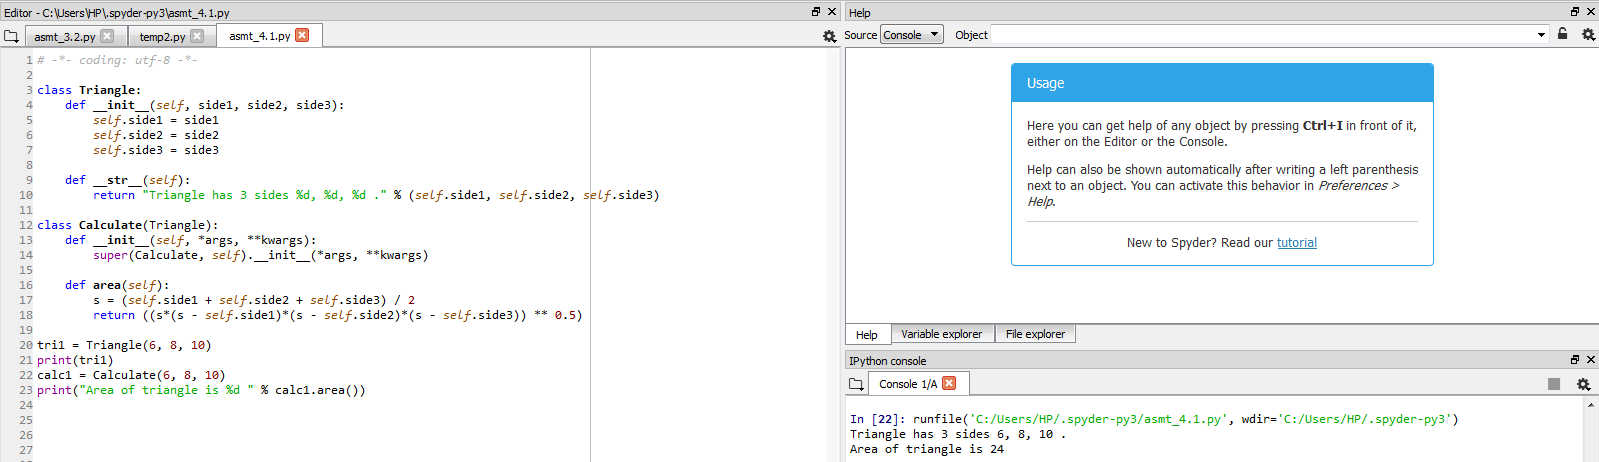 Editor - C:\Users\HP\.spyder-py3\asmt_4.1.py
asmt_3.2.py temp2.py asmt_4.1.py
1 # -*- coding: utf-8 -*-
2
3 class Triangle:
4     def __init__(self, side1, side2, side3):
5         self.side1 = side1
6         self.side2 = side2
7         self.side3 = side3
8
9     def __str__(self):
10         return "Triangle has 3 sides %d, %d, %d ." % (self.side1, self.side2, self.side3)
11
12 class Calculate(Triangle):
13     def __init__(self, *args, **kwargs):
14         super(Calculate, self).__init__(*args, **kwargs)
15
16     def area(self):
17         s = (self.side1 + self.side2 + self.side3) / 2
18         return ((s*(s - self.side1)*(s - self.side2)*(s - self.side3)) ** 0.5)
19
20 tri1 = Triangle(6, 8, 10)
21 print(tri1)
22 calc1 = Calculate(6, 8, 10)
23 print("Area of triangle is %d " % calc1.area())
24
25
26
27
Help
Source Console Object
Usage
Here you can get help of any object by pressing Ctrl+I in front of it,
either on the Editor or the Console.
Help can also be shown automatically after writing a left parenthesis
next to an object. You can activate this behavior in Preferences >
Help.
New to Spyder? Read our tutorial
Help Variable explorer File explorer
IPython console
Console 1/A
In [22]: runfile('C:/Users/HP/.spyder-py3/asmt_4.1.py', wdir='C:/Users/HP/.spyder-py3')
Triangle has 3 sides 6, 8, 10 .
Area of triangle is 24